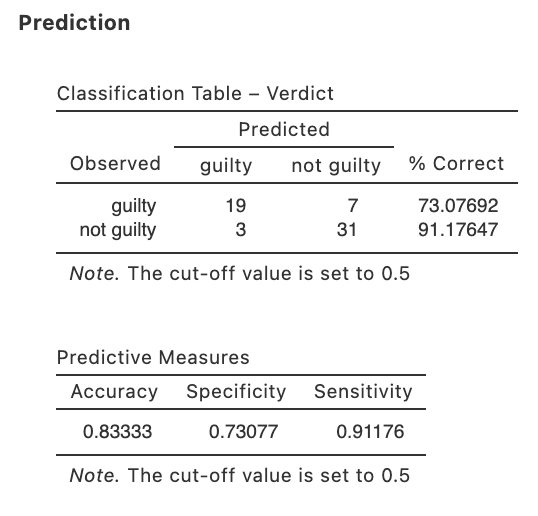 Prediction
Classification Table – Verdict
Predicted
Observed guilty not guilty % Correct
guilty 19 7 73.07692
not guilty 3 31 91.17647
Note. The cut-off value is set to 0.5
Predictive Measures
Accuracy Specificity Sensitivity
0.83333 0.73077 0.91176
Note. The cut-off value is set to 0.5